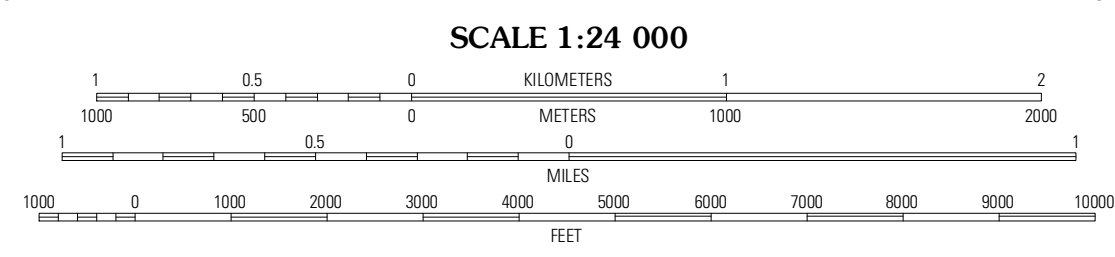 SCALE 1:24 000
1 0.5 0 KILOMETERS 1 2
1000 500 0 METERS 1000 2000
1 0.5 0 1
MILES
1000 0 1000 2000 3000 4000 5000 6000 7000 8000 9000 10000
FEET